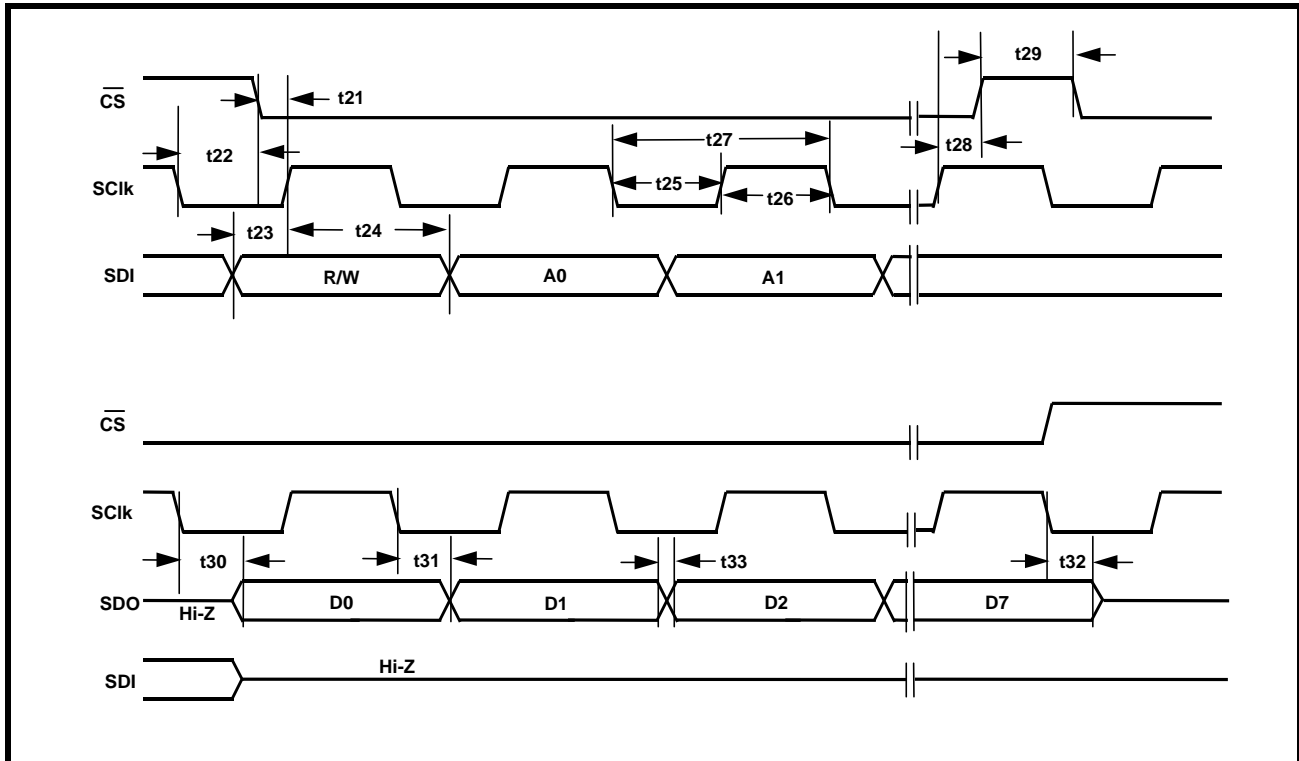 t29
CS
t21
t27
t22
t28
SClk
t25
t26
t23
t24
SDI
R/W
A0
A1
CS
SClk
t30
t31
t33
t32
SDO
Hi-Z
D0
D1
D2
D7
Hi-Z
SDI